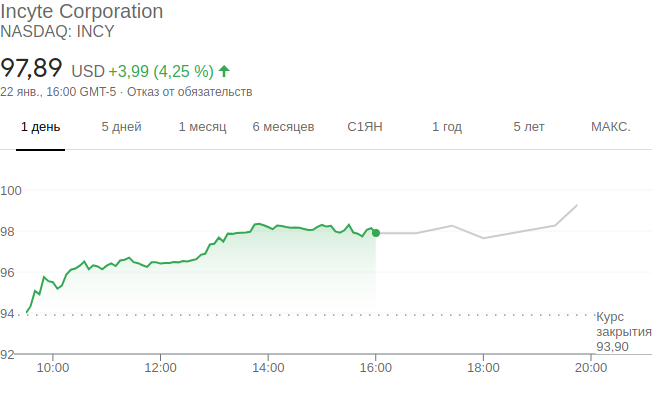 Incyte Corporation
NASDAQ: INCY
97,89 USD +3,99 (4,25 %)
22 янв., 16:00 GMT-5 · Отказ от обязательств
1 день 5 дней 1 месяц 6 месяцев С1ЯН 1 год 5 лет МАКС.
100
98
96
94
Курс
закрытия
93,90
92
10:00 12:00 14:00 16:00 18:00 20:00